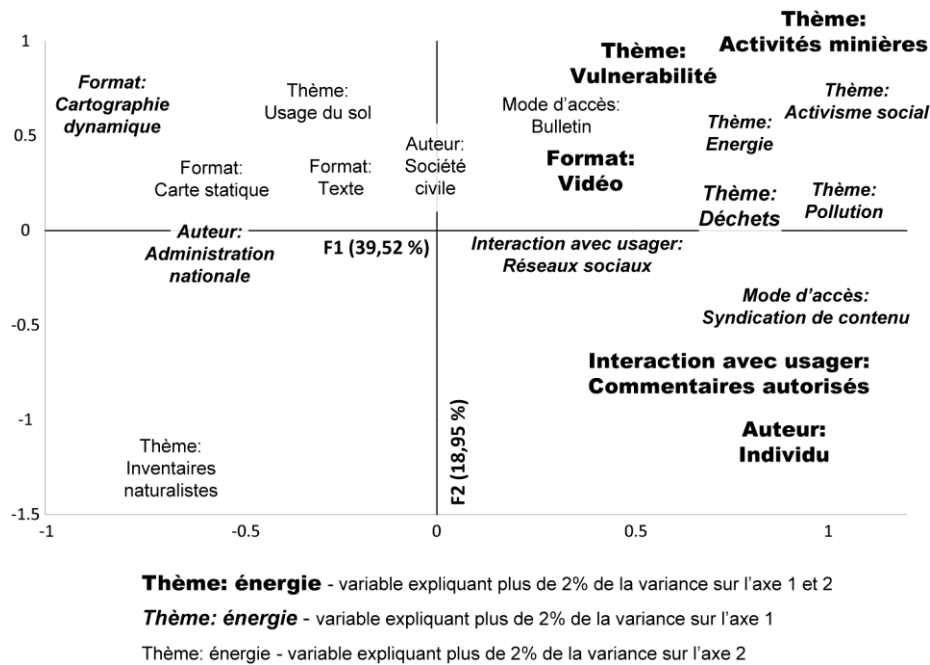 Thème:
Activités minières
1
Thème:
Vulnerabilité
Format:
Cartographie
dynamique
Thème:
Usage du sol
Mode d'accès:
Bulletin
Thème:
Activisme social
Thème:
Energie
0.5
Auteur:
Société
civile
Format:
Carte statique
Format:
Texte
Format:
Vidéo
Thème:
Déchets
Thème:
Pollution
0
Auteur:
Administration
nationale
F1 (39,52 %)
Interaction avec usager:
Réseaux sociaux
Mode d'accès:
Syndication de contenu
-0.5
Interaction avec usager:
Commentaires autorisés
-1
F2 (18,95 %)
Auteur:
Individu
Thème:
Inventaires
naturalistes
-1.5
-1
-0.5
0
0.5
1
Thème: énergie - variable expliquant plus de 2% de la variance sur l'axe 1 et 2
Thème: énergie - variable expliquant plus de 2% de la variance sur l'axe 1
Thème: énergie - variable expliquant plus de 2% de la variance sur l'axe 2